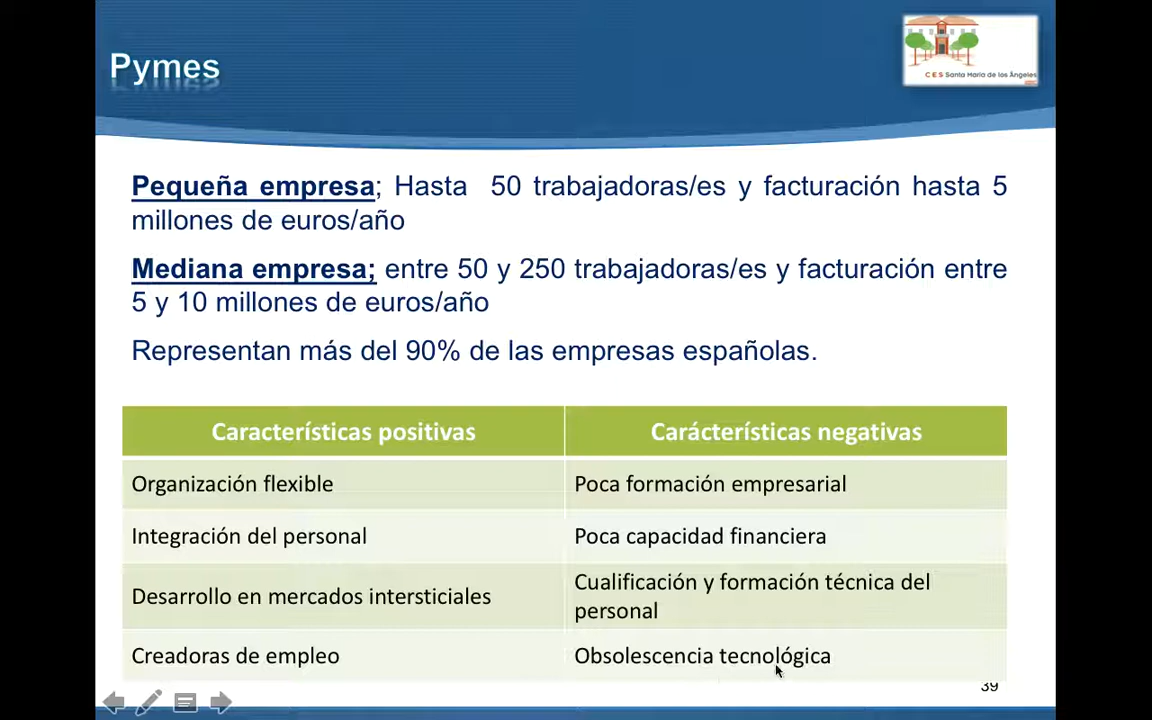 Pymes
CES Santa María de los Ángeles
Pequeña empresa; Hasta 50 trabajadoras/es y facturación hasta 5
millones de euros/año
Mediana empresa; entre 50 y 250 trabajadoras/es y facturación entre
5 y 10 millones de euros/año
Representan más del 90% de las empresas españolas.
Características positivas
Carácterísticas negativas
Organización flexible
Poca formación empresarial
Integración del personal
Poca capacidad financiera
Desarrollo en mercados intersticiales
Cualificación y formación técnica del
personal
Creadoras de empleo
Obsolescencia tecnológica
39